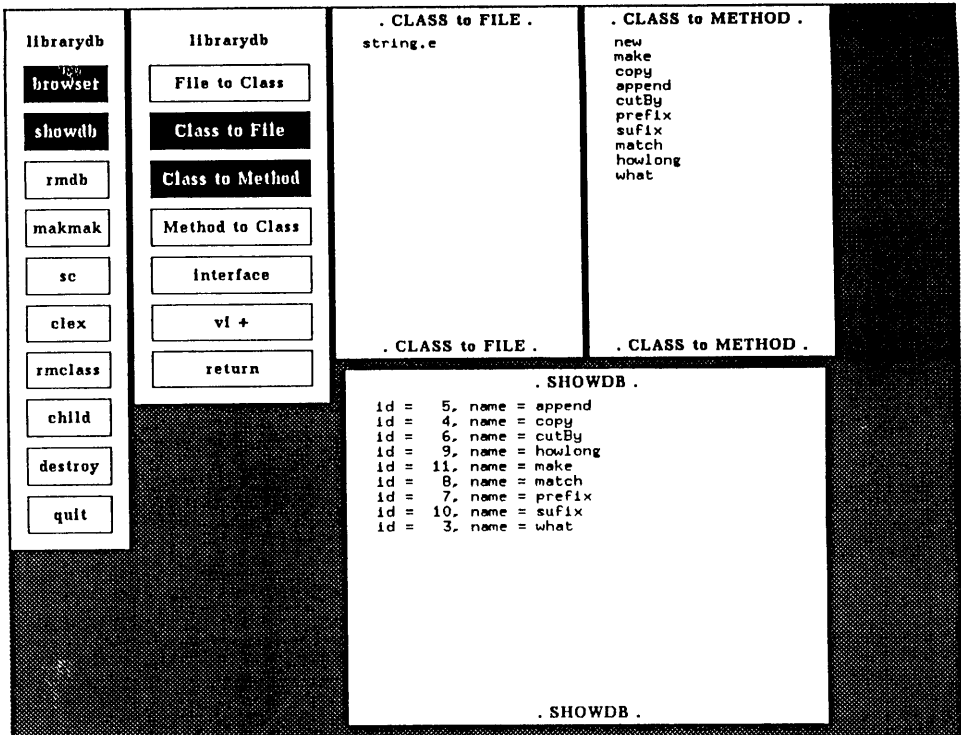 librarydb
browser
showdb
rmdb
makmak
sc
clex
rmclass
child
destroy
quit
librarydb
File to Class
Class to File
Class to Method
Method to Class
interface
vi +
return
. CLASS to FILE .
string.e
. CLASS to FILE .
. CLASS to METHOD .
new
make
copy
append
cutBy
prefix
sufix
match
howlong
what
. CLASS to METHOD .
. SHOWDB .
id = 5, name = append
id = 4, name = copy
id = 6, name = cutBy
id = 9, name = howlong
id = 11, name = make
id = 8, name = match
id = 7, name = prefix
id = 10, name = sufix
id = 3, name = what
. SHOWDB .